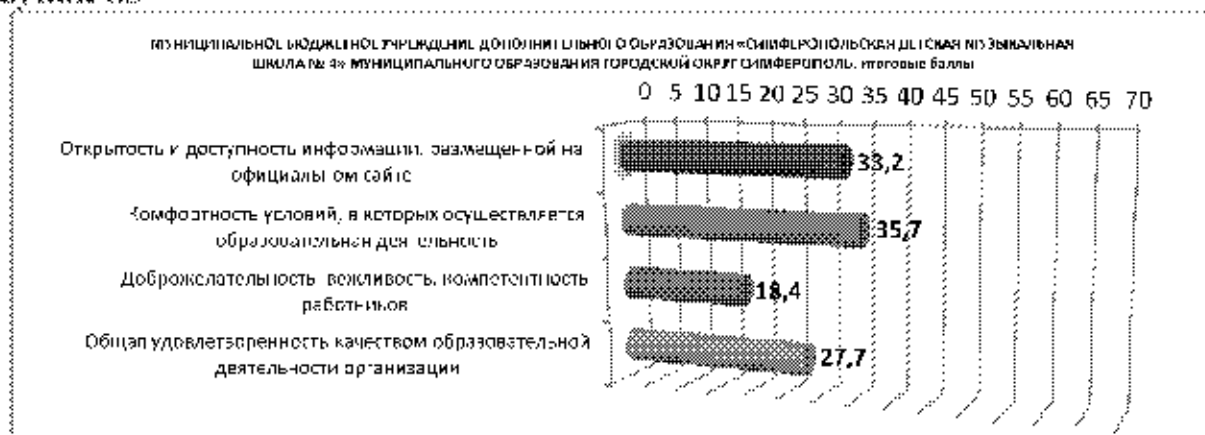 МУНИЦИПАЛЬНОЕ БЮДЖЕТНОЕ УЧРЕЖДЕНИЕ ДОПОЛНИТЕЛЬНОГО ОБРАЗОВАНИЯ «СИМФЕРОПОЛЬСКАЯ ДЕТСКАЯ МУЗЫКАЛЬНАЯ
ШКОЛА № 4» МУНИЦИПАЛЬНОГО ОБРАЗОВАНИЯ ГОРОДСКОЙ ОКРУГ СИМФЕРОПОЛЬ. итоговые баллы
0 5 10 15 20 25 30 35 40 45 50 55 60 65 70
Открытость и доступность информации, размещенной на
официальном сайте
33,2
Комфортность условий, в которых осуществляется
образовательная деятельность
35,7
Доброжелательность, вежливость, компетентность
работников
18,4
Общая удовлетворенность качеством образовательной
деятельности организации
27,7